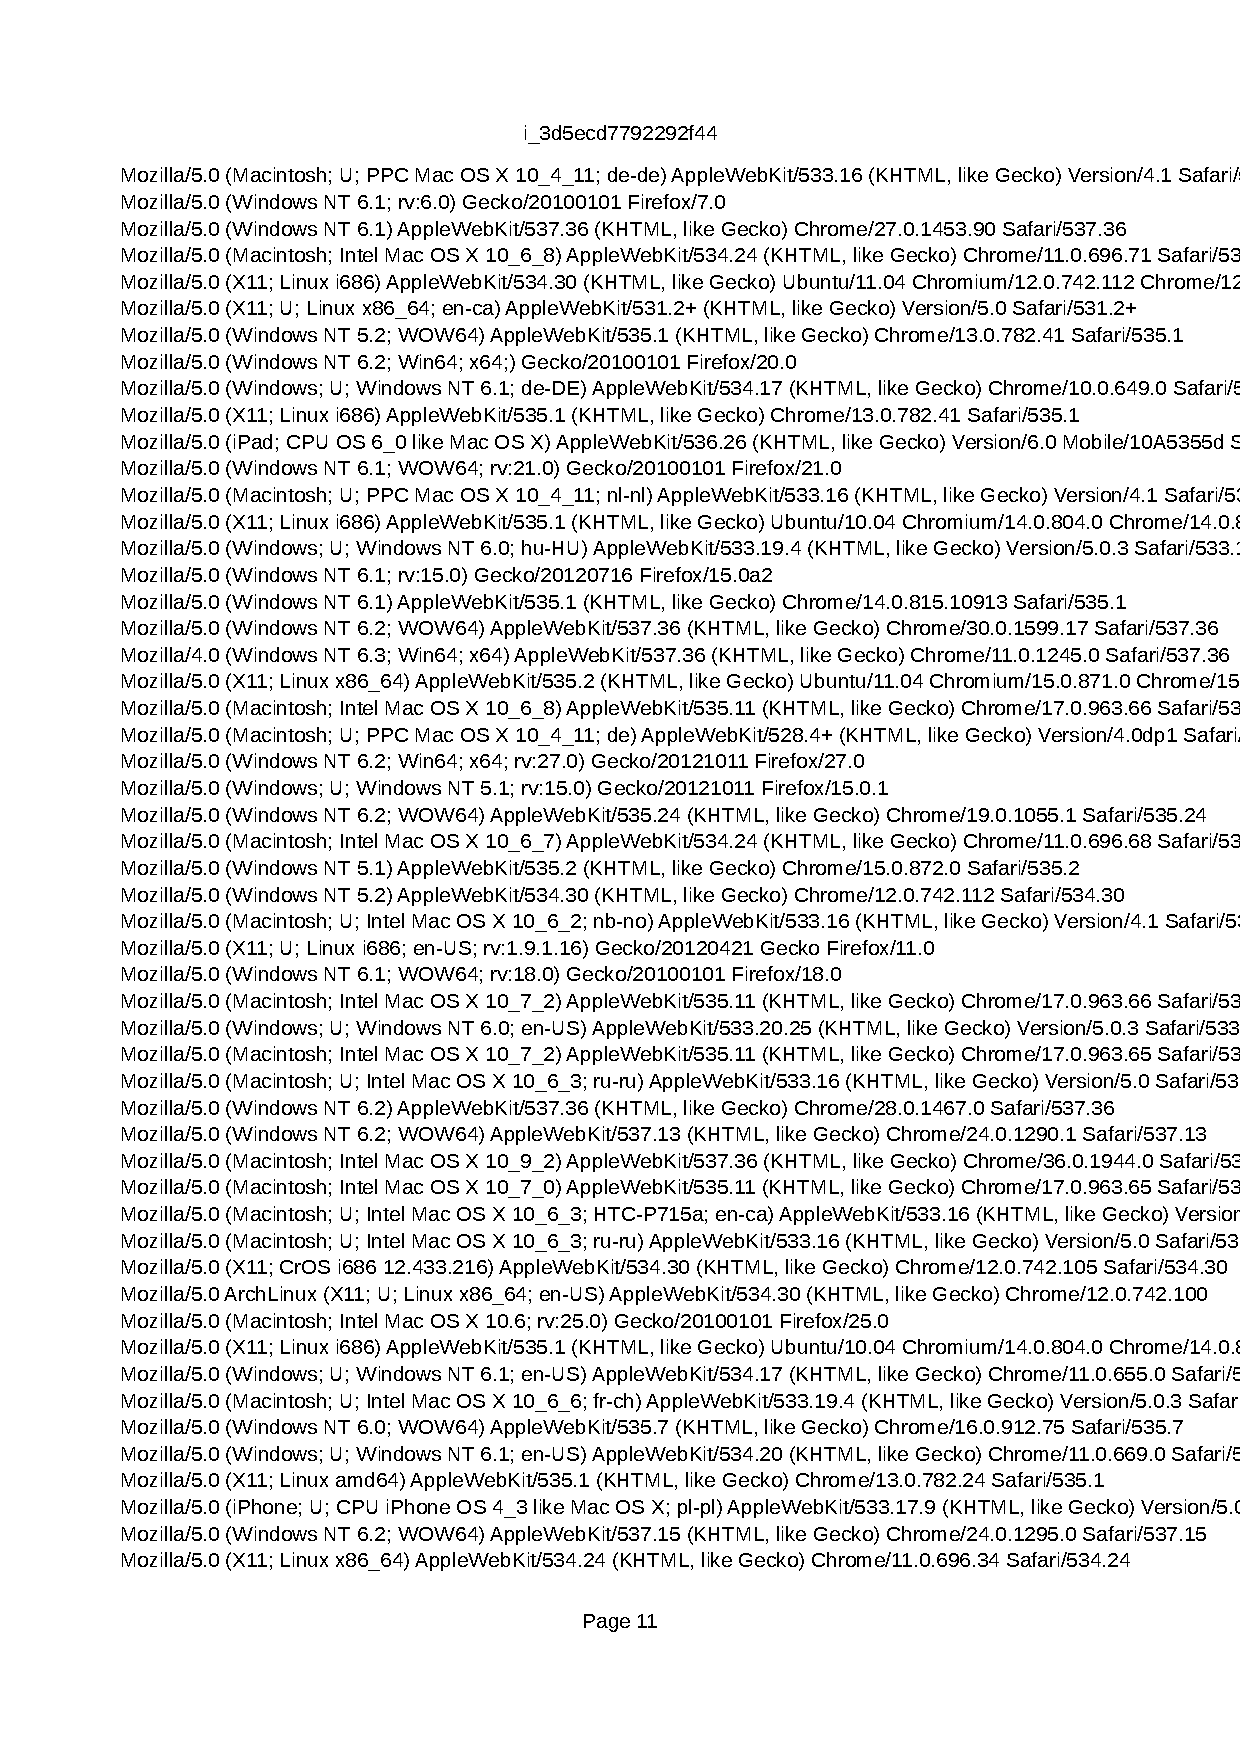 i_3d5ecd7792292f44
Mozilla/5.0 (Macintosh; U; PPC Mac OS X 10_4_11; de-de) AppleWebKit/533.16 (KHTML, like Gecko) Version/4.1 Safari/
Mozilla/5.0 (Windows NT 6.1; rv:6.0) Gecko/20100101 Firefox/7.0
Mozilla/5.0 (Windows NT 6.1) AppleWebKit/537.36 (KHTML, like Gecko) Chrome/27.0.1453.90 Safari/537.36
Mozilla/5.0 (Macintosh; Intel Mac OS X 10_6_8) AppleWebKit/534.24 (KHTML, like Gecko) Chrome/11.0.696.71 Safari/53
Mozilla/5.0 (X11; Linux i686) AppleWebKit/534.30 (KHTML, like Gecko) Ubuntu/11.04 Chromium/12.0.742.112 Chrome/12
Mozilla/5.0 (X11; U; Linux x86_64; en-ca) AppleWebKit/531.2+ (KHTML, like Gecko) Version/5.0 Safari/531.2+
Mozilla/5.0 (Windows NT 5.2; WOW64) AppleWebKit/535.1 (KHTML, like Gecko) Chrome/13.0.782.41 Safari/535.1
Mozilla/5.0 (Windows NT 6.2; Win64; x64;) Gecko/20100101 Firefox/20.0
Mozilla/5.0 (Windows; U; Windows NT 6.1; de-DE) AppleWebKit/534.17 (KHTML, like Gecko) Chrome/10.0.649.0 Safari/5
Mozilla/5.0 (X11; Linux i686) AppleWebKit/535.1 (KHTML, like Gecko) Chrome/13.0.782.41 Safari/535.1
Mozilla/5.0 (iPad; CPU OS 6_0 like Mac OS X) AppleWebKit/536.26 (KHTML, like Gecko) Version/6.0 Mobile/10A5355d S
Mozilla/5.0 (Windows NT 6.1; WOW64; rv:21.0) Gecko/20100101 Firefox/21.0
Mozilla/5.0 (Macintosh; U; PPC Mac OS X 10_4_11; nl-nl) AppleWebKit/533.16 (KHTML, like Gecko) Version/4.1 Safari/53
Mozilla/5.0 (X11; Linux i686) AppleWebKit/535.1 (KHTML, like Gecko) Ubuntu/10.04 Chromium/14.0.804.0 Chrome/14.0.8
Mozilla/5.0 (Windows; U; Windows NT 6.0; hu-HU) AppleWebKit/533.19.4 (KHTML, like Gecko) Version/5.0.3 Safari/533.1
Mozilla/5.0 (Windows NT 6.1; rv:15.0) Gecko/20120716 Firefox/15.0a2
Mozilla/5.0 (Windows NT 6.1) AppleWebKit/535.1 (KHTML, like Gecko) Chrome/14.0.815.10913 Safari/535.1
Mozilla/5.0 (Windows NT 6.2; WOW64) AppleWebKit/537.36 (KHTML, like Gecko) Chrome/30.0.1599.17 Safari/537.36
Mozilla/4.0 (Windows NT 6.3; Win64; x64) AppleWebKit/537.36 (KHTML, like Gecko) Chrome/11.0.1245.0 Safari/537.36
Mozilla/5.0 (X11; Linux x86_64) AppleWebKit/535.2 (KHTML, like Gecko) Ubuntu/11.04 Chromium/15.0.871.0 Chrome/15
Mozilla/5.0 (Macintosh; Intel Mac OS X 10_6_8) AppleWebKit/535.11 (KHTML, like Gecko) Chrome/17.0.963.66 Safari/53
Mozilla/5.0 (Macintosh; U; PPC Mac OS X 10_4_11; de) AppleWebKit/528.4+ (KHTML, like Gecko) Version/4.0dp1 Safari/
Mozilla/5.0 (Windows NT 6.2; Win64; x64; rv:27.0) Gecko/20121011 Firefox/27.0
Mozilla/5.0 (Windows; U; Windows NT 5.1; rv:15.0) Gecko/20121011 Firefox/15.0.1
Mozilla/5.0 (Windows NT 6.2; WOW64) AppleWebKit/535.24 (KHTML, like Gecko) Chrome/19.0.1055.1 Safari/535.24
Mozilla/5.0 (Macintosh; Intel Mac OS X 10_6_7) AppleWebKit/534.24 (KHTML, like Gecko) Chrome/11.0.696.68 Safari/53
Mozilla/5.0 (Windows NT 5.1) AppleWebKit/535.2 (KHTML, like Gecko) Chrome/15.0.872.0 Safari/535.2
Mozilla/5.0 (Windows NT 5.2) AppleWebKit/534.30 (KHTML, like Gecko) Chrome/12.0.742.112 Safari/534.30
Mozilla/5.0 (Macintosh; U; Intel Mac OS X 10_6_2; nb-no) AppleWebKit/533.16 (KHTML, like Gecko) Version/4.1 Safari/53
Mozilla/5.0 (X11; U; Linux i686; en-US; rv:1.9.1.16) Gecko/20120421 Gecko Firefox/11.0
Mozilla/5.0 (Windows NT 6.1; WOW64; rv:18.0) Gecko/20100101 Firefox/18.0
Mozilla/5.0 (Macintosh; Intel Mac OS X 10_7_2) AppleWebKit/535.11 (KHTML, like Gecko) Chrome/17.0.963.66 Safari/53
Mozilla/5.0 (Windows; U; Windows NT 6.0; en-US) AppleWebKit/533.20.25 (KHTML, like Gecko) Version/5.0.3 Safari/533
Mozilla/5.0 (Macintosh; Intel Mac OS X 10_7_2) AppleWebKit/535.11 (KHTML, like Gecko) Chrome/17.0.963.65 Safari/53
Mozilla/5.0 (Macintosh; U; Intel Mac OS X 10_6_3; ru-ru) AppleWebKit/533.16 (KHTML, like Gecko) Version/5.0 Safari/53
Mozilla/5.0 (Windows NT 6.2) AppleWebKit/537.36 (KHTML, like Gecko) Chrome/28.0.1467.0 Safari/537.36
Mozilla/5.0 (Windows NT 6.2; WOW64) AppleWebKit/537.13 (KHTML, like Gecko) Chrome/24.0.1290.1 Safari/537.13
Mozilla/5.0 (Macintosh; Intel Mac OS X 10_9_2) AppleWebKit/537.36 (KHTML, like Gecko) Chrome/36.0.1944.0 Safari/53
Mozilla/5.0 (Macintosh; Intel Mac OS X 10_7_0) AppleWebKit/535.11 (KHTML, like Gecko) Chrome/17.0.963.65 Safari/53
Mozilla/5.0 (Macintosh; U; Intel Mac OS X 10_6_3; HTC-P715a; en-ca) AppleWebKit/533.16 (KHTML, like Gecko) Version
Mozilla/5.0 (Macintosh; U; Intel Mac OS X 10_6_3; ru-ru) AppleWebKit/533.16 (KHTML, like Gecko) Version/5.0 Safari/53
Mozilla/5.0 (X11; CrOS i686 12.433.216) AppleWebKit/534.30 (KHTML, like Gecko) Chrome/12.0.742.105 Safari/534.30
Mozilla/5.0 ArchLinux (X11; U; Linux x86_64; en-US) AppleWebKit/534.30 (KHTML, like Gecko) Chrome/12.0.742.100
Mozilla/5.0 (Macintosh; Intel Mac OS X 10.6; rv:25.0) Gecko/20100101 Firefox/25.0
Mozilla/5.0 (X11; Linux i686) AppleWebKit/535.1 (KHTML, like Gecko) Ubuntu/10.04 Chromium/14.0.804.0 Chrome/14.0.8
Mozilla/5.0 (Windows; U; Windows NT 6.1; en-US) AppleWebKit/534.17 (KHTML, like Gecko) Chrome/11.0.655.0 Safari/5
Mozilla/5.0 (Macintosh; U; Intel Mac OS X 10_6_6; fr-ch) AppleWebKit/533.19.4 (KHTML, like Gecko) Version/5.0.3 Safar
Mozilla/5.0 (Windows NT 6.0; WOW64) AppleWebKit/535.7 (KHTML, like Gecko) Chrome/16.0.912.75 Safari/535.7
Mozilla/5.0 (Windows; U; Windows NT 6.1; en-US) AppleWebKit/534.20 (KHTML, like Gecko) Chrome/11.0.669.0 Safari/5
Mozilla/5.0 (X11; Linux amd64) AppleWebKit/535.1 (KHTML, like Gecko) Chrome/13.0.782.24 Safari/535.1
Mozilla/5.0 (iPhone; U; CPU iPhone OS 4_3 like Mac OS X; pl-pl) AppleWebKit/533.17.9 (KHTML, like Gecko) Version/5.0
Mozilla/5.0 (Windows NT 6.2; WOW64) AppleWebKit/537.15 (KHTML, like Gecko) Chrome/24.0.1295.0 Safari/537.15
Mozilla/5.0 (X11; Linux x86_64) AppleWebKit/534.24 (KHTML, like Gecko) Chrome/11.0.696.34 Safari/534.24
Page 11